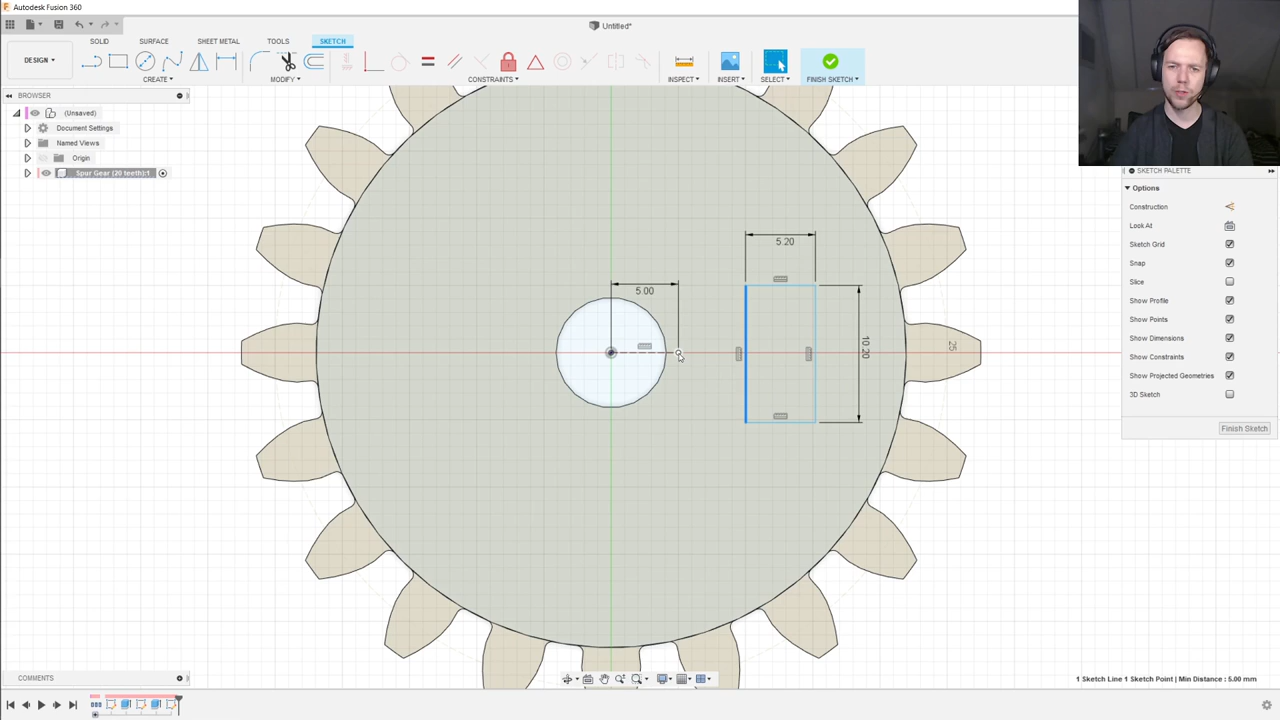 Autodesk Fusion 360
Untitled*
SOLID SURFACE SHEET METAL TOOLS SKETCH
DESIGN
CREATE MODIFY CONSTRAINTS INSPECT INSERT SELECT FINISH SKETCH
BROWSER
(Unsaved)
Document Settings
Named Views
Origin
Spur Gear (20 teeth):1
SKETCH PALETTE
Options
Construction
Look At
Sketch Grid
Snap
Slice
Show Profile
Show Points
Show Dimensions
Show Constraints
Show Projected Geometries
3D Sketch
Finish Sketch
5.20
5.00
10.20
25
COMMENTS
1 Sketch Line 1 Sketch Point | Min Distance : 5.00 mm